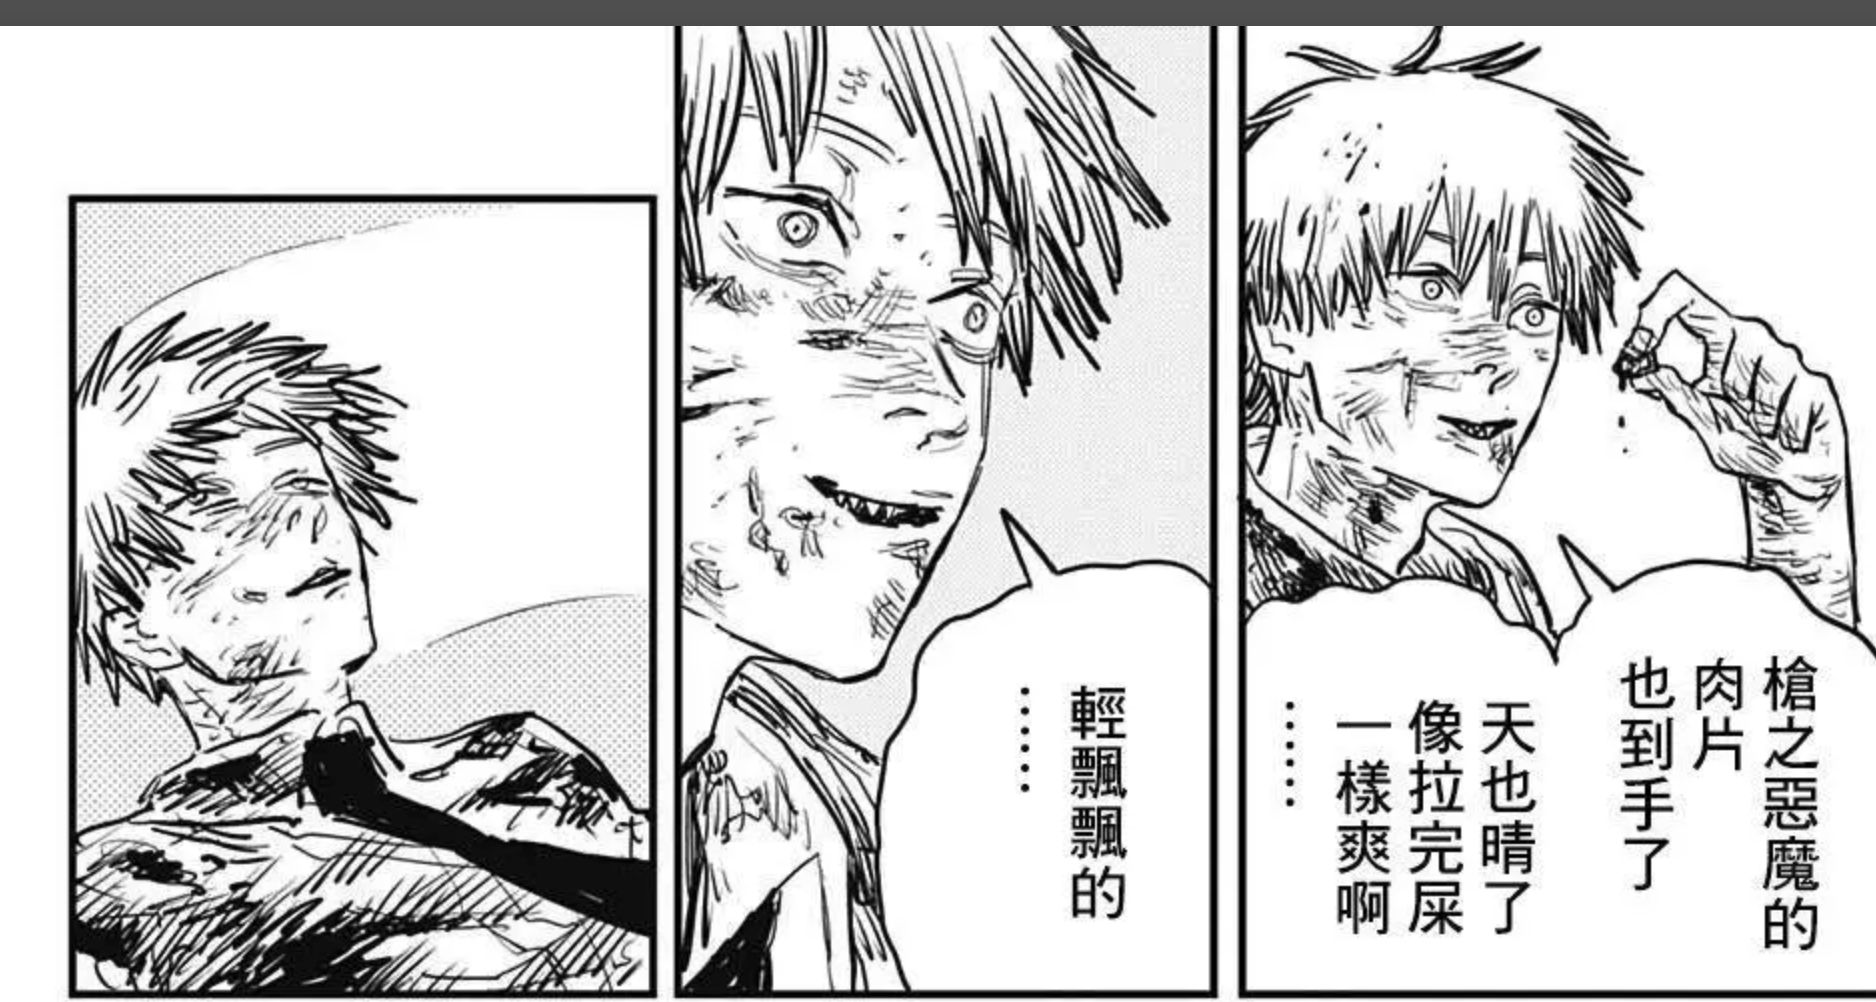 槍之惡魔的
肉片
也到手了
天也晴了
像拉完屎
一樣爽啊
……
輕飄飄的
……